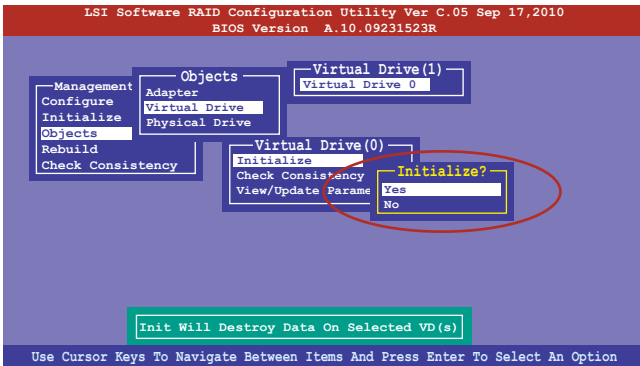 LSI Software RAID Configuration Utility Ver C.05 Sep 17,2010
BIOS Version A.10.09231523R
Management
Configure
Initialize
Objects
Rebuild
Check Consistency
Objects
Adapter
Virtual Drive
Physical Drive
Virtual Drive(1)
Virtual Drive 0
Virtual Drive(0)
Initialize
Check Consistency
View/Update Parame
Initialize?
Yes
No
Init Will Destroy Data On Selected VD(s)
Use Cursor Keys To Navigate Between Items And Press Enter To Select An Option